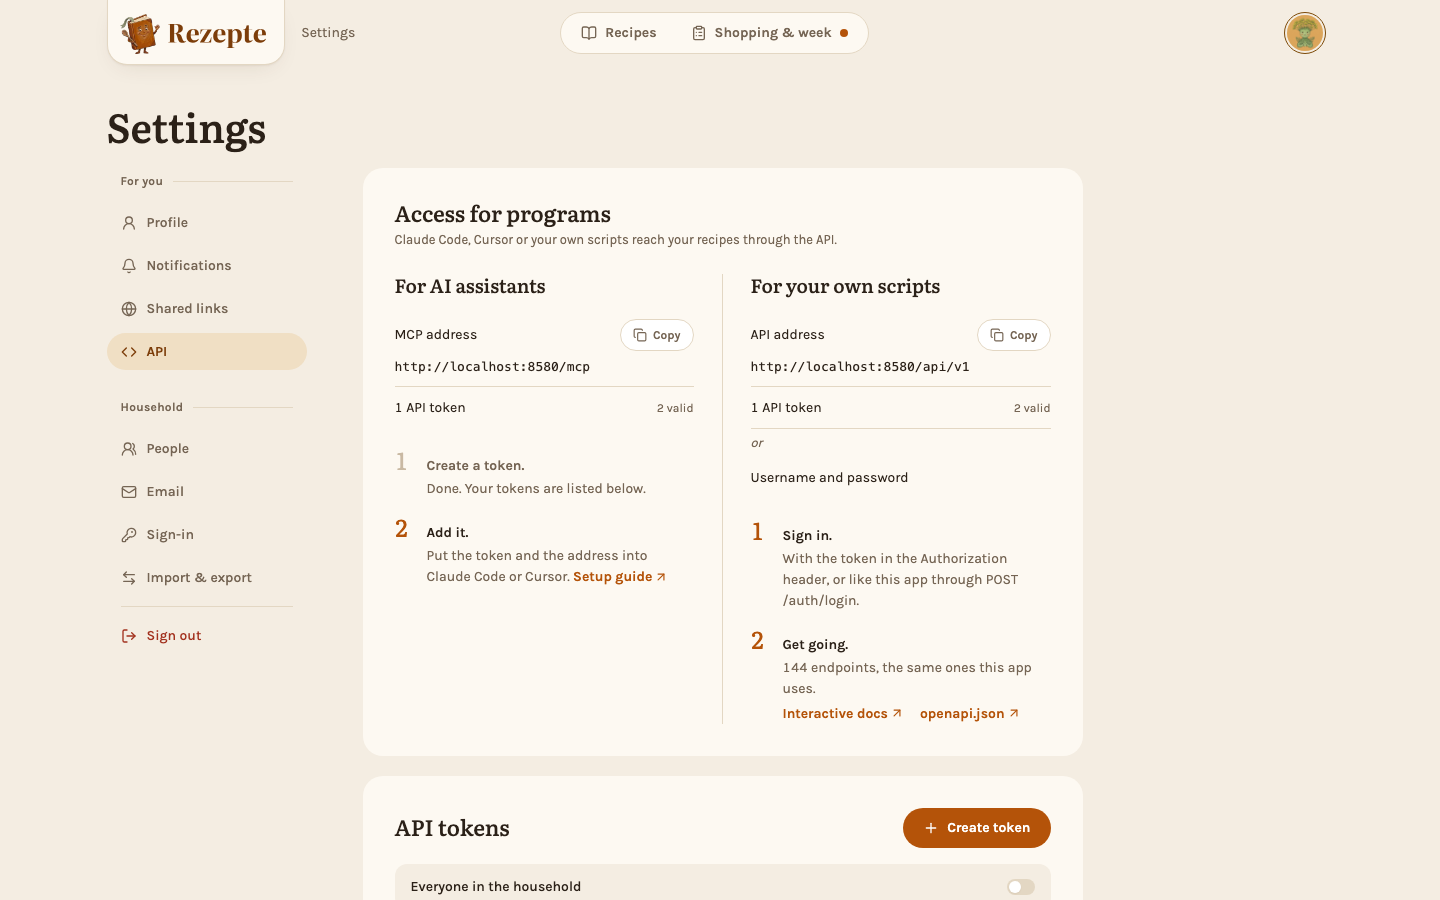 Rezepte
Settings
Recipes
Shopping & week
Settings
For you
Profile
Notifications
Shared links
API
Household
People
Email
Sign-in
Import & export
Sign out
Access for programs
Claude Code, Cursor or your own scripts reach your recipes through the API.
For AI assistants
MCP address
Copy
http://localhost:8580/mcp
1 API token
2 valid
1
Create a token.
Done. Your tokens are listed below.
2
Add it.
Put the token and the address into
Claude Code or Cursor. Setup guide
For your own scripts
API address
Copy
http://localhost:8580/api/v1
1 API token
2 valid
or
Username and password
1
Sign in.
With the token in the Authorization
header, or like this app through POST
/auth/login.
2
Get going.
144 endpoints, the same ones this app
uses.
Interactive docs
openapi.json
API tokens
Create token
Everyone in the household